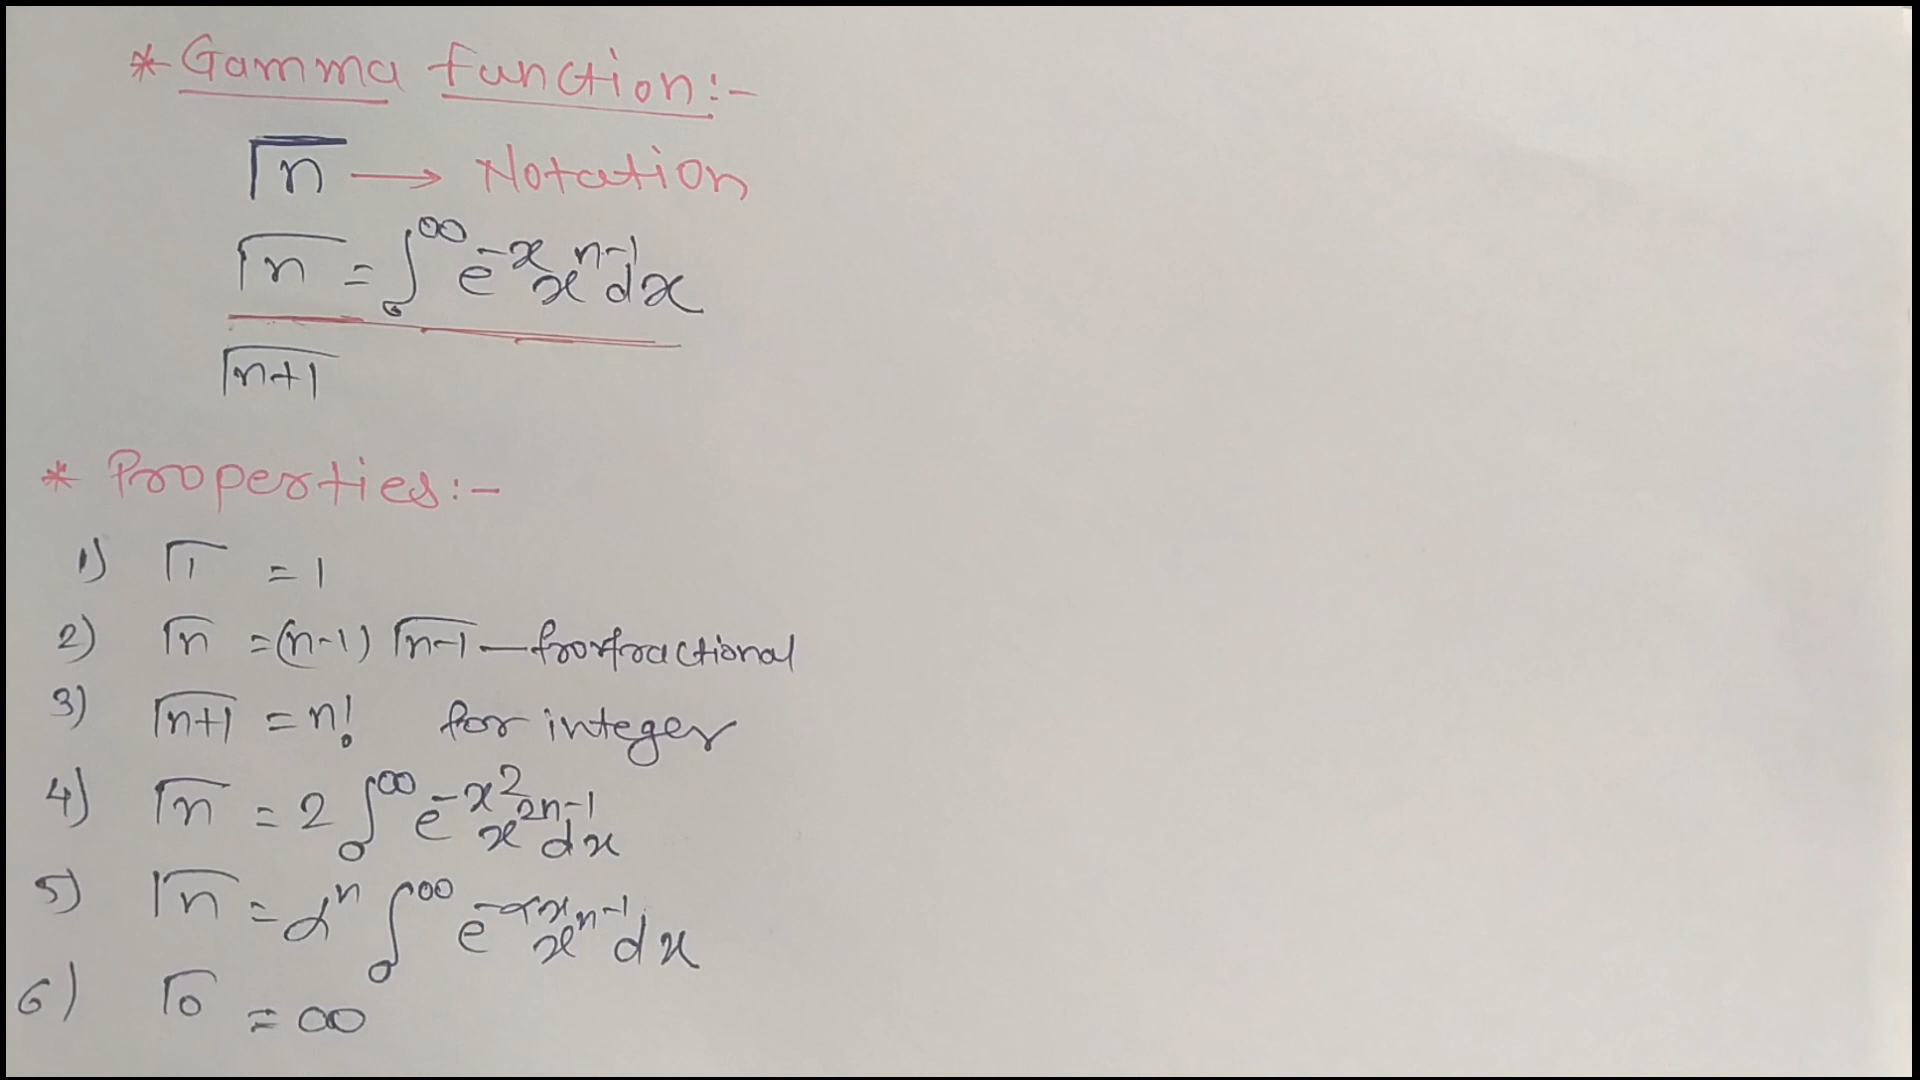 * Gamma function:-
Γn → Notation
Γn = ∫₀^∞ e^-x x^n-1 dx
Γn+1
* Properties:-
1) Γ1 = 1
2) Γn = (n-1) Γn-1 — for fractional
3) Γn+1 = n! for integer
4) Γn = 2 ∫₀^∞ e^-x² x^2n-1 dx
5) Γn = α^n ∫₀^∞ e^-αx x^n-1 dx
6) Γ0 = ∞